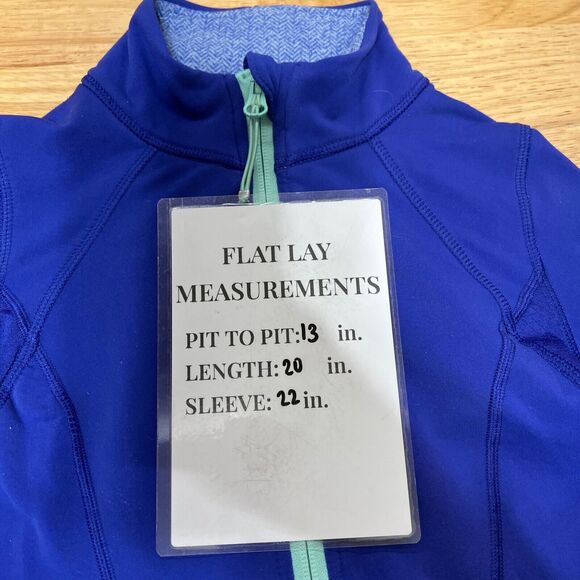 FLAT LAY
MEASUREMENTS
PIT TO PIT:13 in.
LENGTH: 20 in.
SLEEVE: 22 in.